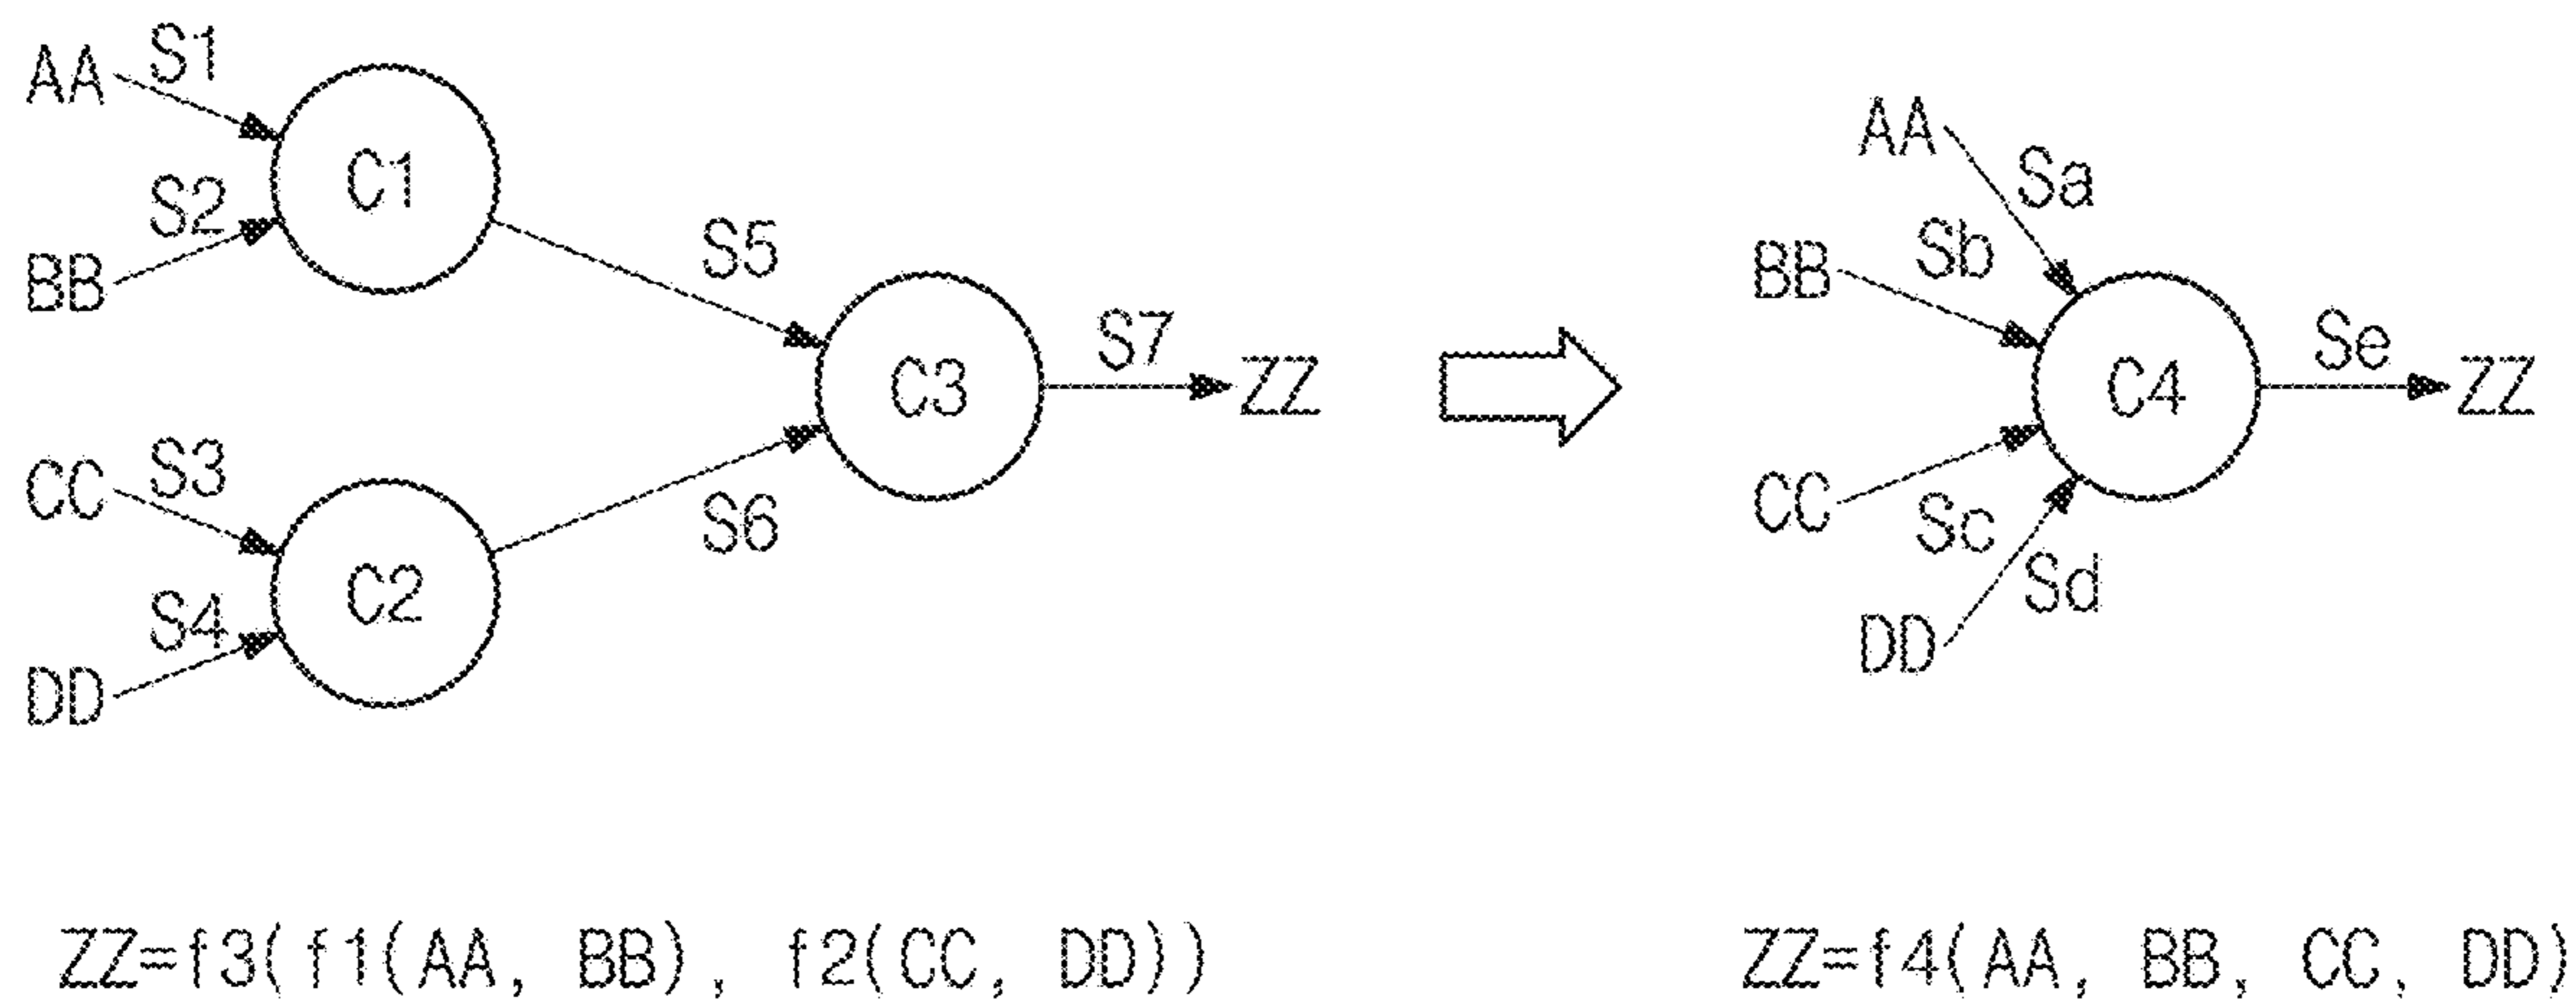 AA
S1
C1
S2
BB
S5
C3
S7
ZZ
CC
S3
S6
C2
S4
DD
AA
Sa
BB
Sb
C4
Se
ZZ
CC
Sc
Sd
DD
ZZ=f3(f1(AA, BB), f2(CC, DD))
ZZ=f4(AA, BB, CC, DD)